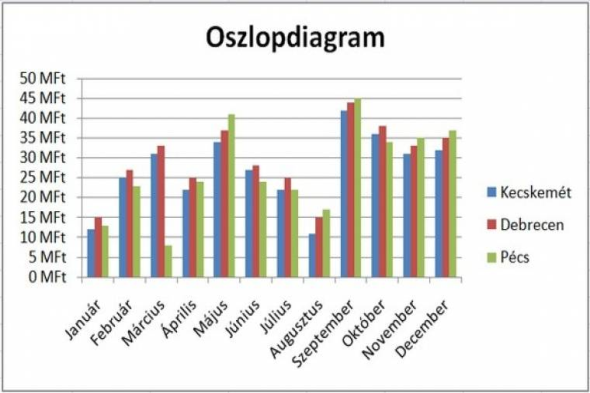 Oszlopdiagram
50 MFt
45 MFt
40 MFt
35 MFt
30 MFt
25 MFt
20 MFt
15 MFt
10 MFt
5 MFt
0 MFt
Január
Február
Március
Április
Május
Június
Július
Augusztus
Szeptember
Október
November
December
Kecskemét
Debrecen
Pécs